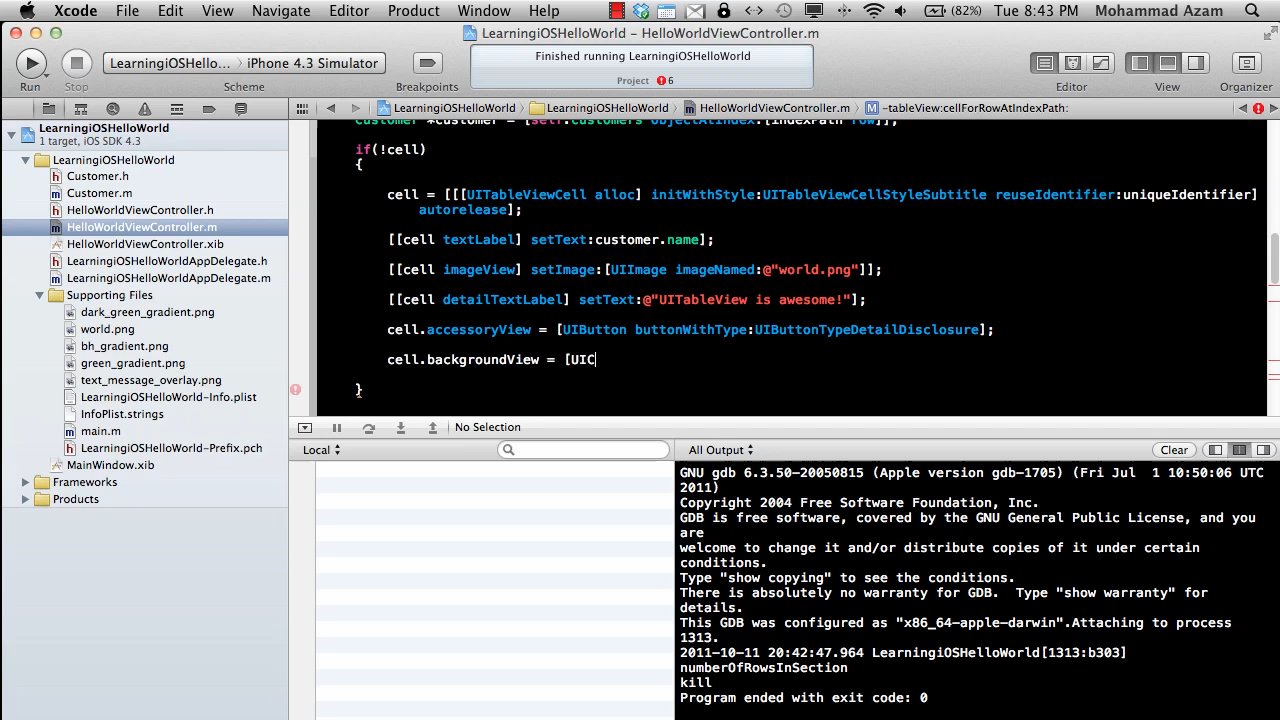 Xcode File Edit View Navigate Editor Product Window Help (82%) Tue 8:43 PM Mohammad Azam
LearningiOSHelloWorld – HelloWorldViewController.m
Run Stop LearningiOSHello... iPhone 4.3 Simulator Scheme Breakpoints Finished running LearningiOSHelloWorld Project 6 Editor View Organizer
LearningiOSHelloWorld LearningiOSHelloWorld HelloWorldViewController.m -tableView:cellForRowAtIndexPath:
LearningiOSHelloWorld
1 target, iOS SDK 4.3
LearningiOSHelloWorld
Customer.h
Customer.m
HelloWorldViewController.h
HelloWorldViewController.m
HelloWorldViewController.xib
LearningiOSHelloWorldAppDelegate.h
LearningiOSHelloWorldAppDelegate.m
Supporting Files
dark_green_gradient.png
world.png
bh_gradient.png
green_gradient.png
text_message_overlay.png
LearningiOSHelloWorld-Info.plist
InfoPlist.strings
main.m
LearningiOSHelloWorld-Prefix.pch
MainWindow.xib
Frameworks
Products
Customer *customer = [self.customers objectAtIndex:[indexPath row]];
if(!cell)
{
cell = [[[UITableViewCell alloc] initWithStyle:UITableViewCellStyleSubtitle reuseIdentifier:uniqueIdentifier]
autorelease];
[[cell textLabel] setText:customer.name];
[[cell imageView] setImage:[UIImage imageNamed:@"world.png"]];
[[cell detailTextLabel] setText:@"UITableView is awesome!"];
cell.accessoryView = [UIButton buttonWithType:UIButtonTypeDetailDisclosure];
cell.backgroundView = [UIC
}
No Selection
Local
All Output Clear
GNU gdb 6.3.50-20050815 (Apple version gdb-1705) (Fri Jul  1 10:50:06 UTC
2011)
Copyright 2004 Free Software Foundation, Inc.
GDB is free software, covered by the GNU General Public License, and you
are
welcome to change it and/or distribute copies of it under certain
conditions.
Type "show copying" to see the conditions.
There is absolutely no warranty for GDB.  Type "show warranty" for
details.
This GDB was configured as "x86_64-apple-darwin".Attaching to process
1313.
2011-10-11 20:42:47.964 LearningiOSHelloWorld[1313:b303]
numberOfRowsInSection
kill
Program ended with exit code: 0